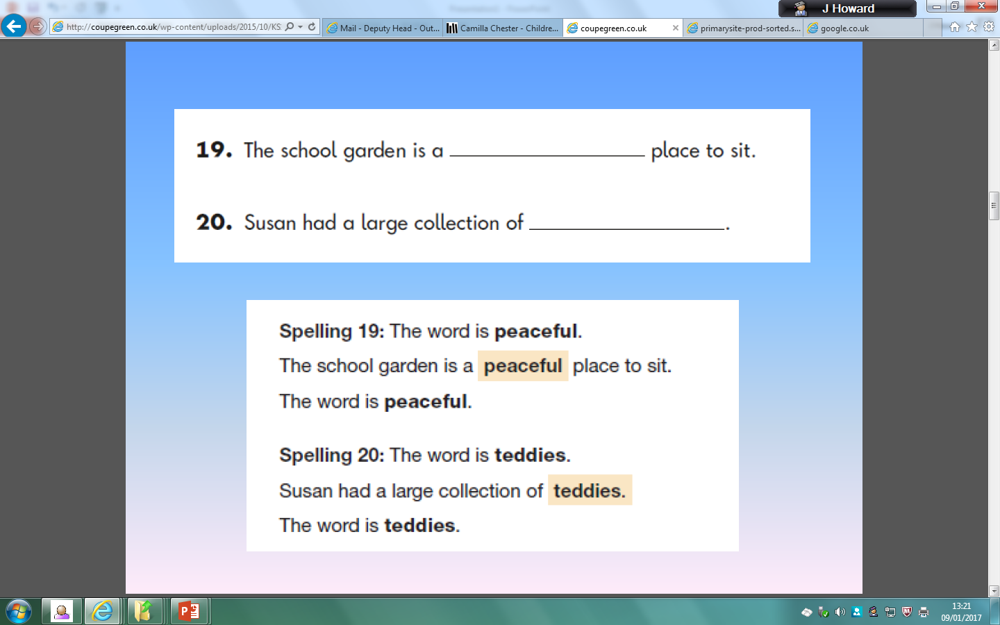 J Howard
http://coupegreen.co.uk/wp-content/uploads/2015/10/KS
Mail - Deputy Head - Out...
Camilla Chester - Childre...
coupegreen.co.uk
primarysite-prod-sorted.s...
google.co.uk
19. The school garden is a ____________________ place to sit.
20. Susan had a large collection of ____________________.
Spelling 19: The word is peaceful.
The school garden is a peaceful place to sit.
The word is peaceful.
Spelling 20: The word is teddies.
Susan had a large collection of teddies.
The word is teddies.
13:21
09/01/2017